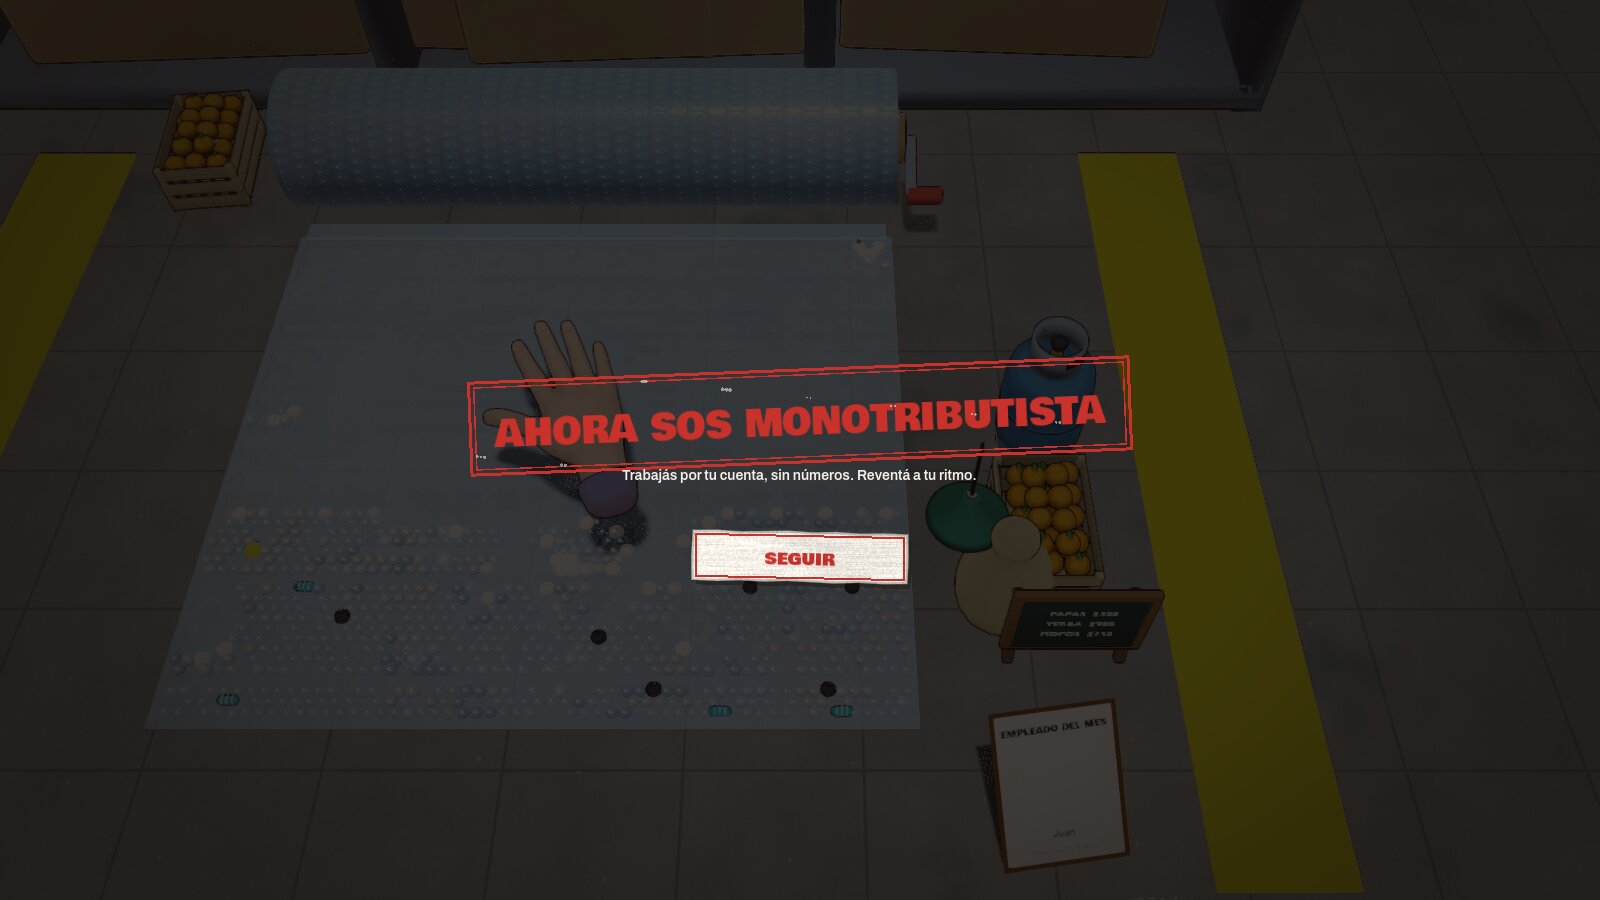 AHORA SOS MONOTRIBUTISTA
Trabajás por tu cuenta, sin números. Reventá a tu ritmo.
SEGUIR
EMPLEADO DEL MES
Juan